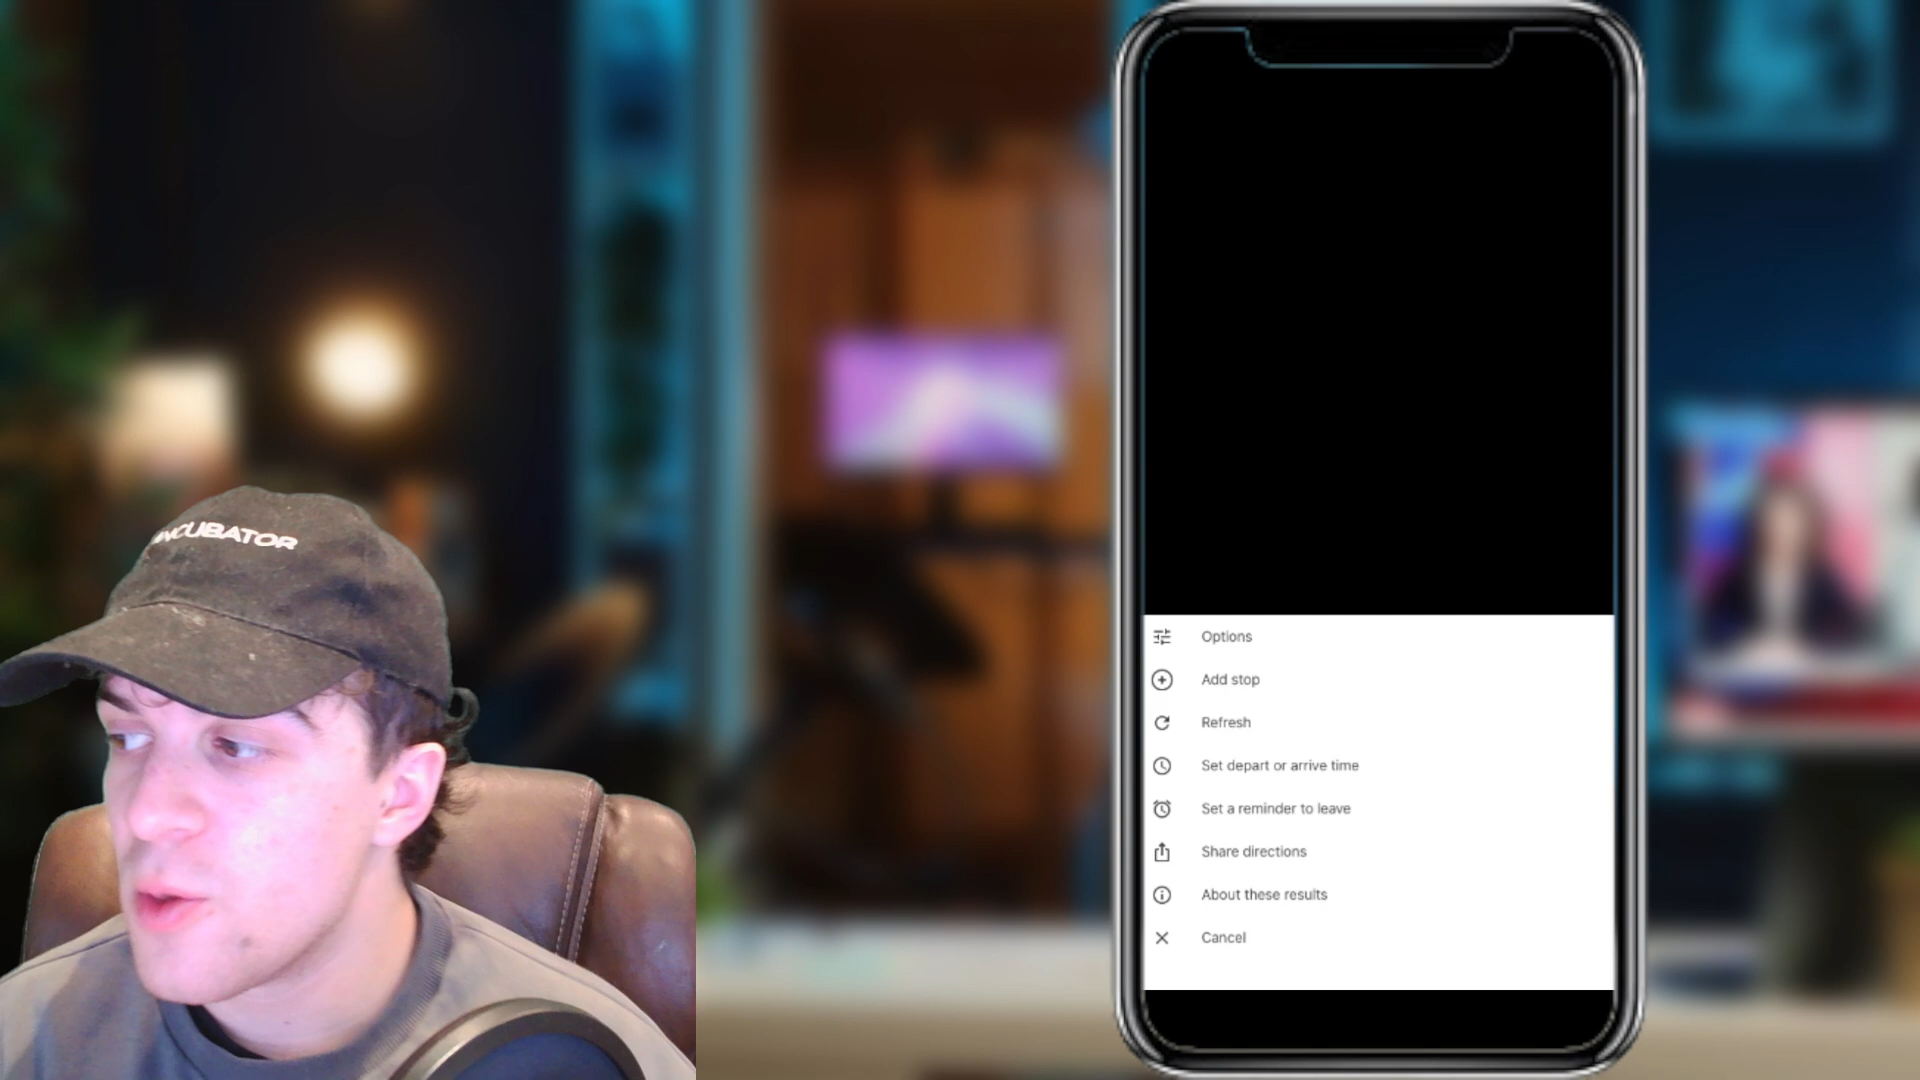 INCUBATOR
Options
Add stop
Refresh
Set depart or arrive time
Set a reminder to leave
Share directions
About these results
Cancel